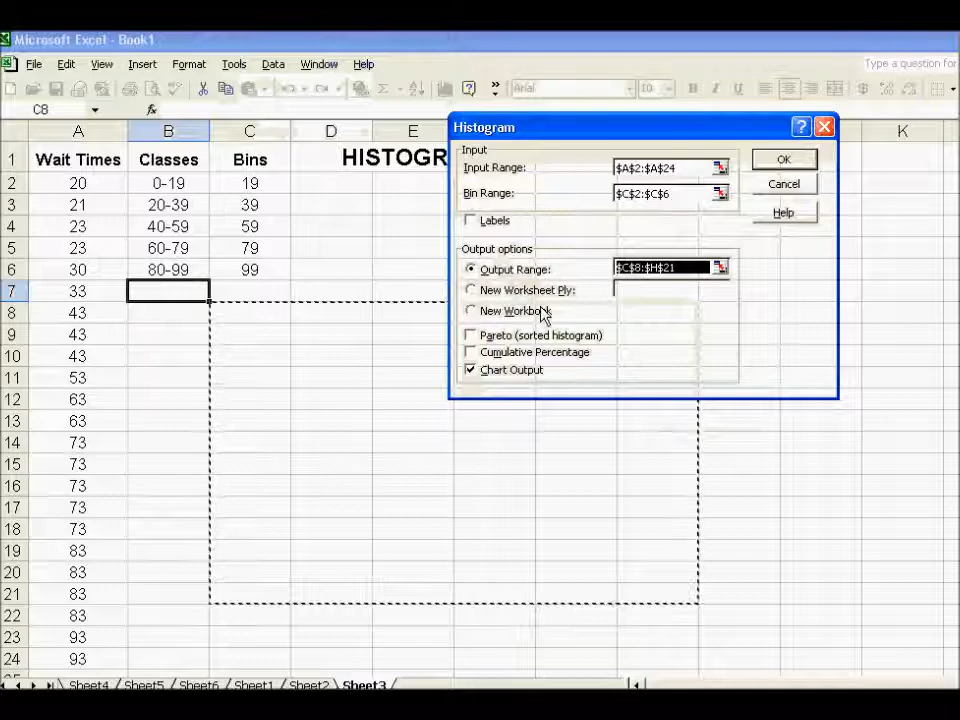 Microsoft Excel - Book1
File Edit View Insert Format Tools Data Window Help
Type a question for
Arial 10 B I U
C8 fx
A B C D E K
1 Wait Times Classes Bins HISTOGR
2 20 0-19 19
3 21 20-39 39
4 23 40-59 59
5 23 60-79 79
6 30 80-99 99
7 33
8 43
9 43
10 43
11 53
12 63
13 63
14 73
15 73
16 73
17 73
18 73
19 83
20 83
21 83
22 83
23 93
24 93
Histogram
Input
Input Range: $A$2:$A$24
Bin Range: $C$2:$C$6
Labels
OK
Cancel
Help
Output options
Output Range: $C$8:$H$21
New Worksheet Ply:
New Workbook
Pareto (sorted histogram)
Cumulative Percentage
Chart Output
Sheet4 Sheet5 Sheet6 Sheet1 Sheet2 Sheet3